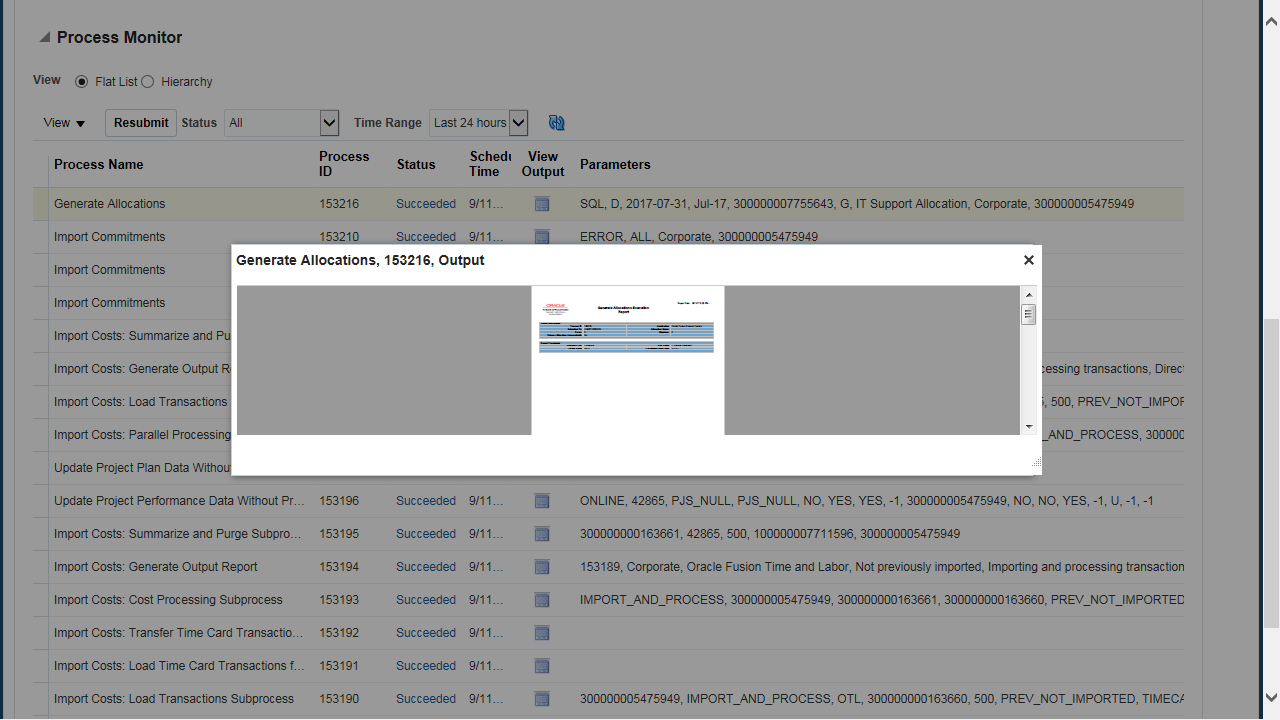 Process Monitor
View Flat List Hierarchy
View Resubmit Status All Time Range Last 24 hours
Process Name Process ID Status Schedu Time View Output Parameters
Generate Allocations 153216 Succeeded 9/11... SQL, D, 2017-07-31, Jul-17, 300000007755643, G, IT Support Allocation, Corporate, 300000005475949
Import Commitments 153210 Succeeded 9/11... ERROR, ALL, Corporate, 300000005475949
Generate Allocations, 153216, Output
Import Commitments
Import Commitments
ORACLE
Generate Allocations Execution
Report
Import Costs: Summarize and Pu
Import Costs: Generate Output R essing transactions, Direct
Import Costs: Load Transactions 500, PREV_NOT_IMPOR
Import Costs: Parallel Processing _AND_PROCESS, 300000
Update Project Plan Data Withou
Update Project Performance Data Without Pr... 153196 Succeeded 9/11... ONLINE, 42865, PJS_NULL, PJS_NULL, NO, YES, YES, -1, 300000005475949, NO, NO, YES, -1, U, -1, -1
Import Costs: Summarize and Purge Subpro... 153195 Succeeded 9/11... 300000000163661, 42865, 500, 100000007711596, 300000005475949
Import Costs: Generate Output Report 153194 Succeeded 9/11... 153189, Corporate, Oracle Fusion Time and Labor, Not previously imported, Importing and processing transaction
Import Costs: Cost Processing Subprocess 153193 Succeeded 9/11... IMPORT_AND_PROCESS, 300000005475949, 300000000163661, 300000000163660, PREV_NOT_IMPORTED
Import Costs: Transfer Time Card Transactio... 153192 Succeeded 9/11...
Import Costs: Load Time Card Transactions f... 153191 Succeeded 9/11...
Import Costs: Load Transactions Subprocess 153190 Succeeded 9/11... 300000005475949, IMPORT_AND_PROCESS, OTL, 300000000163660, 500, PREV_NOT_IMPORTED, TIMECA